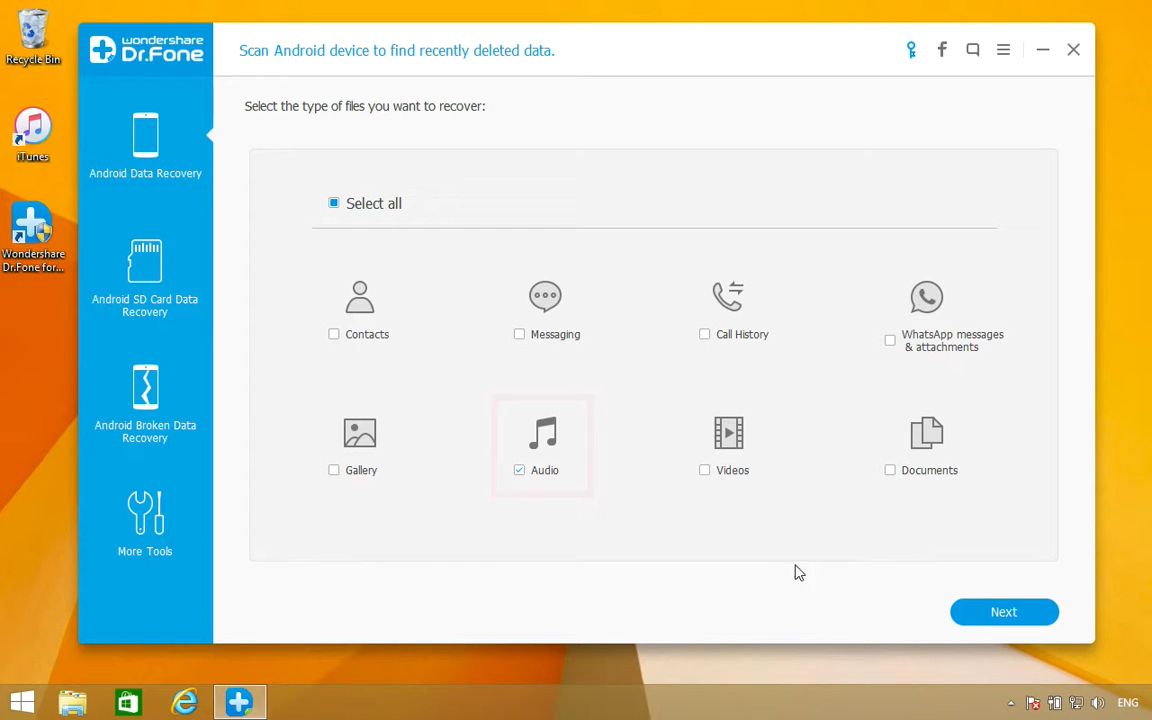 Recycle Bin
iTunes
Wondershare
Dr.Fone for...
wondershare
Dr.Fone
Scan Android device to find recently deleted data.
Android Data Recovery
Android SD Card Data
Recovery
Android Broken Data
Recovery
More Tools
Select the type of files you want to recover:
Select all
Contacts
Messaging
Call History
WhatsApp messages
& attachments
Gallery
Audio
Videos
Documents
Next
ENG